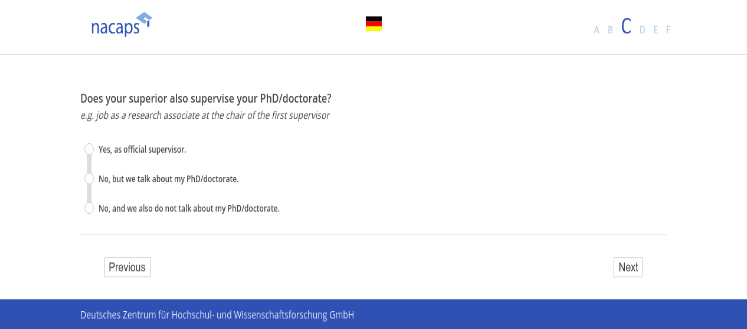 nacaps
A B C D E F
Does your superior also supervise your PhD/doctorate?
e.g. job as a research associate at the chair of the first supervisor
Yes, as official supervisor.
No, but we talk about my PhD/doctorate.
No, and we also do not talk about my PhD/doctorate.
Previous Next
Deutsches Zentrum für Hochschul- und Wissenschaftsforschung GmbH